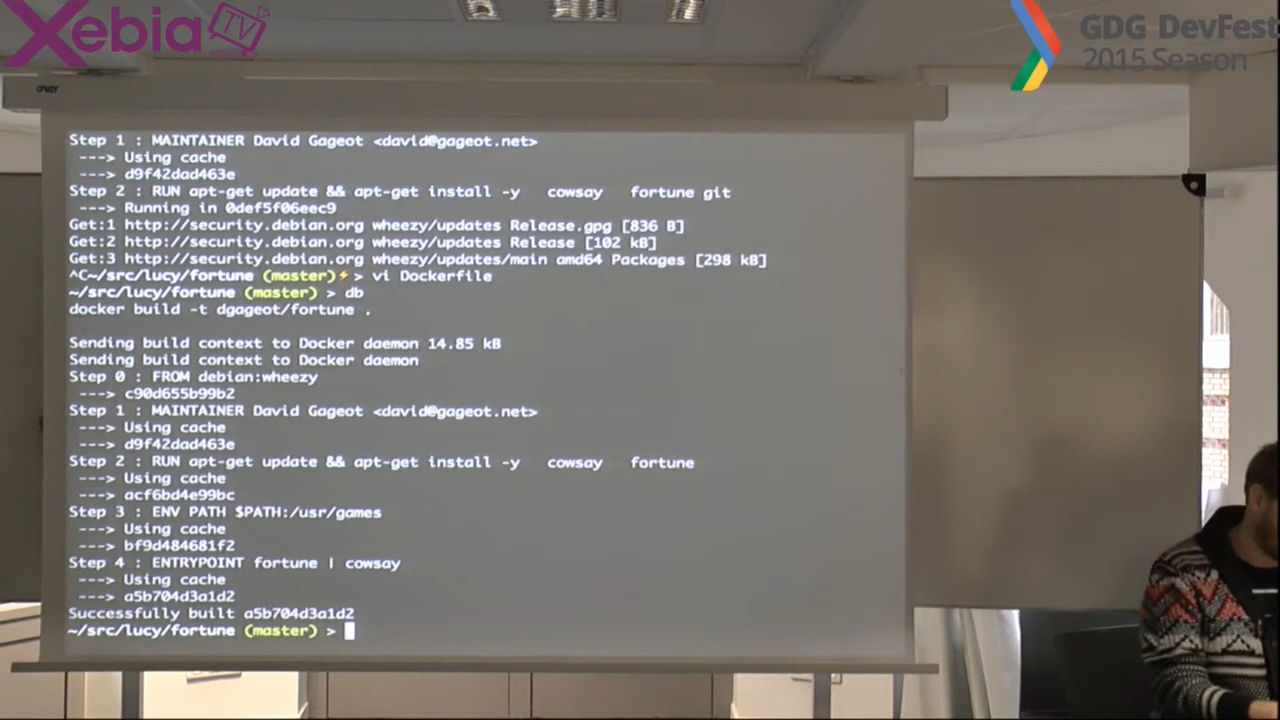 Xebia TV
GDG DevFest
2015 Season
Step 1 : MAINTAINER David Gageot <david@gageot.net>
---> Using cache
---> d9f42dad463e
Step 2 : RUN apt-get update && apt-get install -y cowsay fortune git
---> Running in 0def5f06eec9
Get:1 http://security.debian.org wheezy/updates Release.gpg [836 B]
Get:2 http://security.debian.org wheezy/updates Release [102 kB]
Get:3 http://security.debian.org wheezy/updates/main amd64 Packages [298 kB]
^C~/src/lucy/fortune (master)⚡> vi Dockerfile
~/src/lucy/fortune (master) > db
docker build -t dgageot/fortune .
Sending build context to Docker daemon 14.85 kB
Sending build context to Docker daemon
Step 0 : FROM debian:wheezy
---> c90d655b99b2
Step 1 : MAINTAINER David Gageot <david@gageot.net>
---> Using cache
---> d9f42dad463e
Step 2 : RUN apt-get update && apt-get install -y cowsay fortune
---> Using cache
---> acf6bd4e99bc
Step 3 : ENV PATH $PATH:/usr/games
---> Using cache
---> bf9d484681f2
Step 4 : ENTRYPOINT fortune | cowsay
---> Using cache
---> a5b704d3a1d2
Successfully built a5b704d3a1d2
~/src/lucy/fortune (master) >